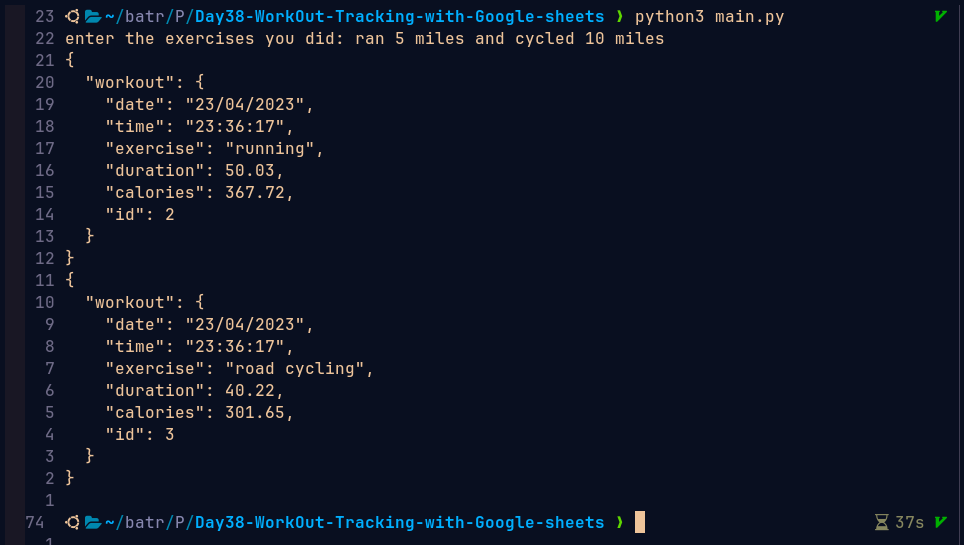 23 ~/batr/P/Day38-WorkOut-Tracking-with-Google-sheets ❯ python3 main.py
22 enter the exercises you did: ran 5 miles and cycled 10 miles
21 {
20   "workout": {
19     "date": "23/04/2023",
18     "time": "23:36:17",
17     "exercise": "running",
16     "duration": 50.03,
15     "calories": 367.72,
14     "id": 2
13   }
12 }
11 {
10   "workout": {
9     "date": "23/04/2023",
8     "time": "23:36:17",
7     "exercise": "road cycling",
6     "duration": 40.22,
5     "calories": 301.65,
4     "id": 3
3   }
2 }
1
74 ~/batr/P/Day38-WorkOut-Tracking-with-Google-sheets ❯ 37s
1